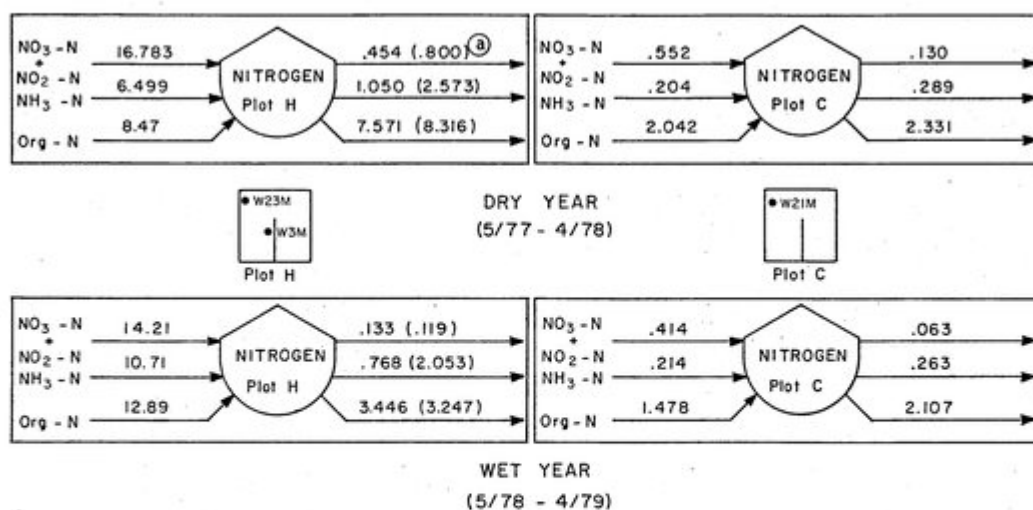 NO3-N 16.783 .454 (.800) ⓐ
+
NO2-N NITROGEN
NH3-N 6.499 Plot H 1.050 (2.573)
Org-N 8.47 7.571 (8.316)
NO3-N .552 .130
+
NO2-N NITROGEN
NH3-N .204 Plot C .289
Org-N 2.042 2.331
W23M
W3M
Plot H
DRY YEAR
(5/77 - 4/78)
W21M
Plot C
NO3-N 14.21 .133 (.119)
+
NO2-N NITROGEN
NH3-N 10.71 Plot H .768 (2.053)
Org-N 12.89 3.446 (3.247)
NO3-N .414 .063
+
NO2-N NITROGEN
NH3-N .214 Plot C .263
Org-N 1.478 2.107
WET YEAR
(5/78 - 4/79)